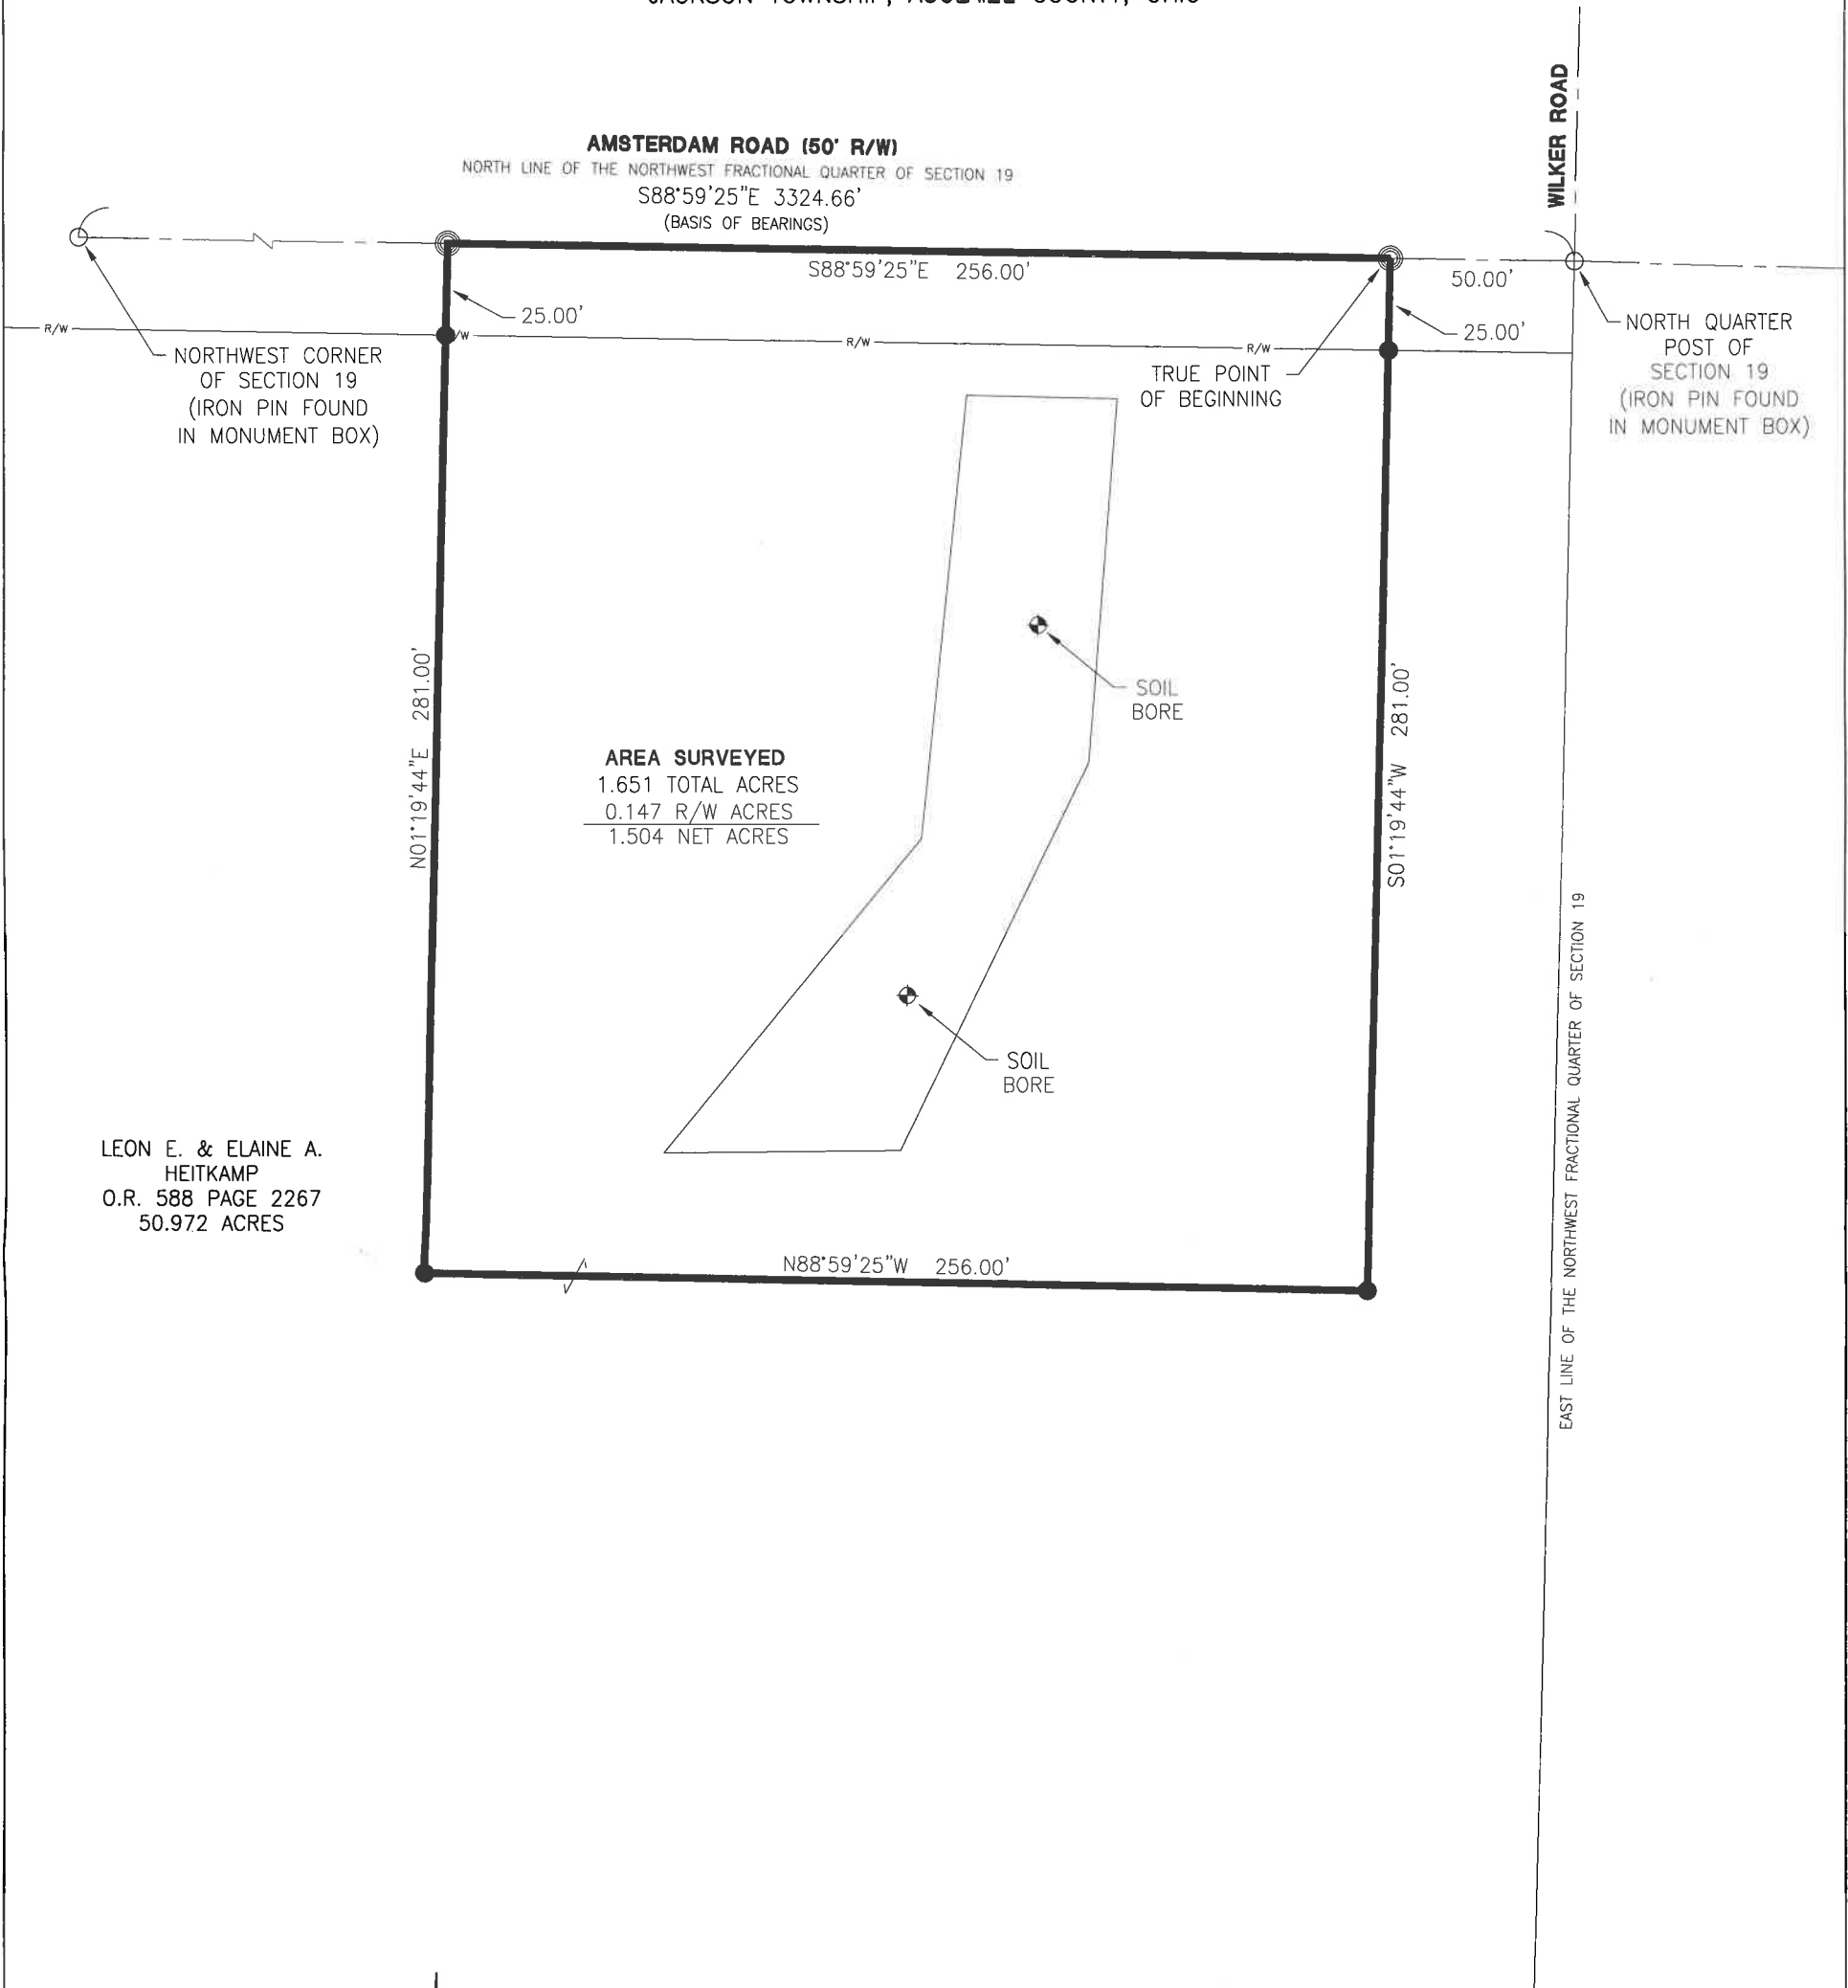 JACKSON TOWNSHIP, COUNTY, OHIO
WILKER ROAD
AMSTERDAM ROAD (50' R/W)
NORTH LINE OF THE NORTHWEST FRACTIONAL QUARTER OF SECTION 19
S88°59'25"E 3324.66'
(BASIS OF BEARINGS)
S88°59'25"E 256.00'
50.00'
25.00'
25.00'
R/W
/W
R/W
R/W
NORTHWEST CORNER
OF SECTION 19
(IRON PIN FOUND
IN MONUMENT BOX)
TRUE POINT
OF BEGINNING
NORTH QUARTER
POST OF
SECTION 19
(IRON PIN FOUND
IN MONUMENT BOX)
N01°19'44"E 281.00'
SOIL
BORE
S01°19'44"W 281.00'
AREA SURVEYED
1.651 TOTAL ACRES
0.147 R/W ACRES
1.504 NET ACRES
SOIL
BORE
EAST LINE OF THE NORTHWEST FRACTIONAL QUARTER OF SECTION 19
LEON E. & ELAINE A.
HEITKAMP
O.R. 588 PAGE 2267
50.972 ACRES
N88°59'25"W 256.00'